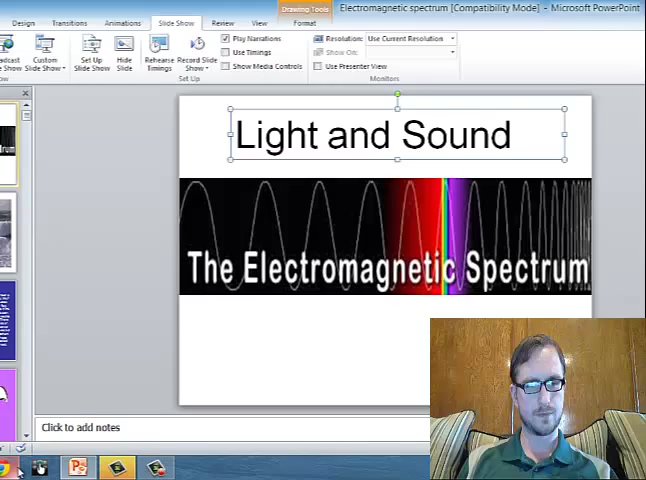 Drawing Tools
Electromagnetic spectrum [Compatibility Mode] - Microsoft PowerPoint
Design Transitions Animations Slide Show Review View Format
Custom Slide Show
Set Up Slide Show
Hide Slide
Rehearse Timings
Record Slide Show
Play Narrations
Use Timings
Show Media Controls
Set Up
Resolution: Use Current Resolution
Show On:
Use Presenter View
Monitors
Light and Sound
The Electromagnetic Spectrum
Click to add notes